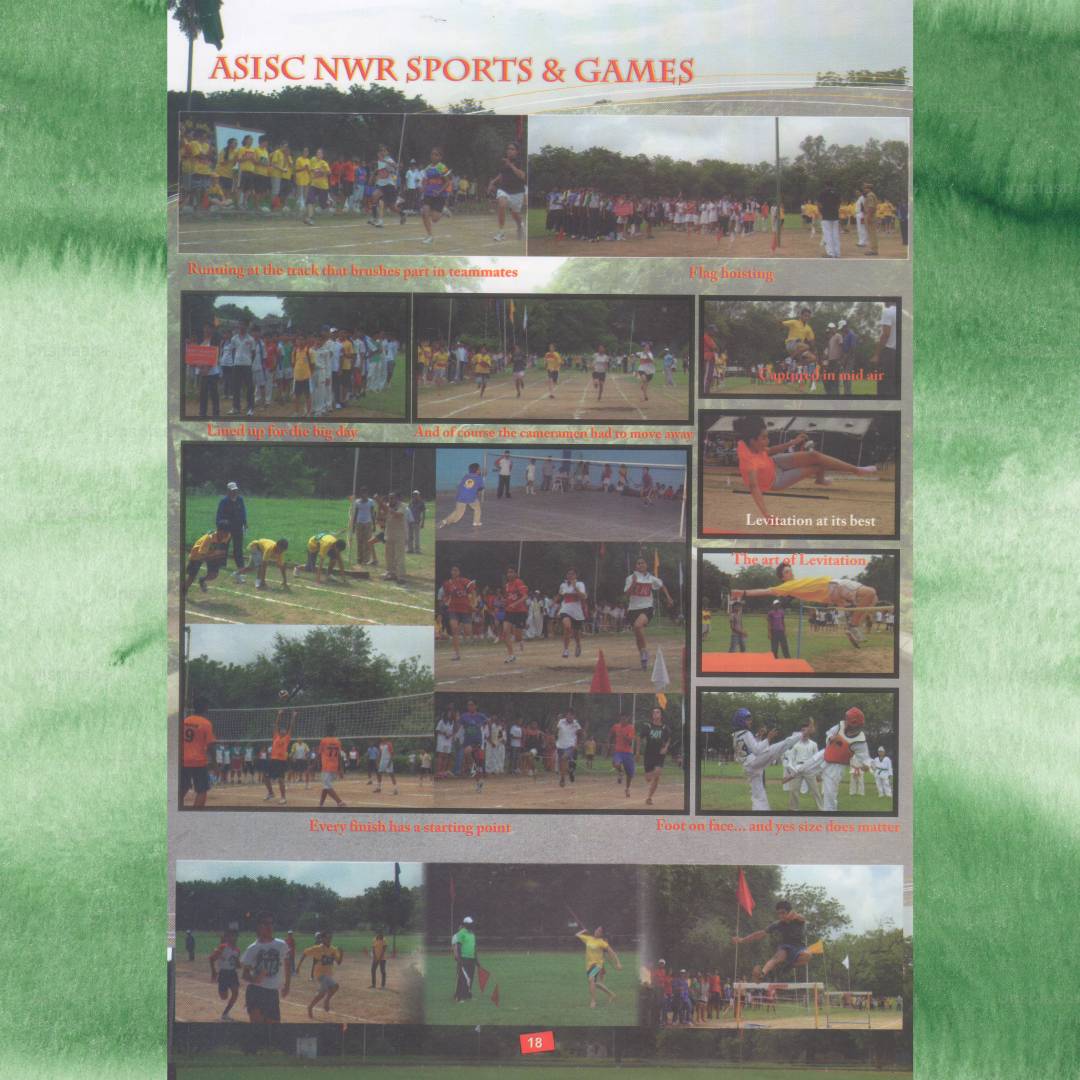 ASISC NWR SPORTS & GAMES
Running at the track that brushes part in teammates
Flag hoisting
Captured in mid air
Lined up for the big day
And of course the cameramen had to move away
Levitation at its best
The art of Levitation
9
77
Every finish has a starting point
Foot on face... and yes size does matter
18